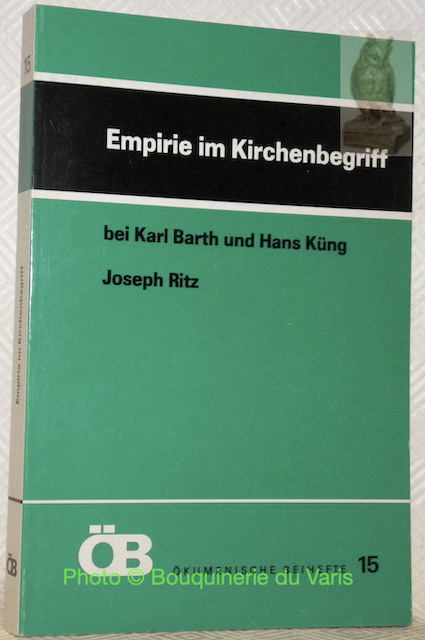 15
Empirie im Kirchenbegriff
Empirie im Kirchenbegriff
bei Karl Barth und Hans Küng
Joseph Ritz
ÖB
ÖB
ÖKUMENISCHE BEIHEFTE 15
Photo © Bouquinerie du Varis